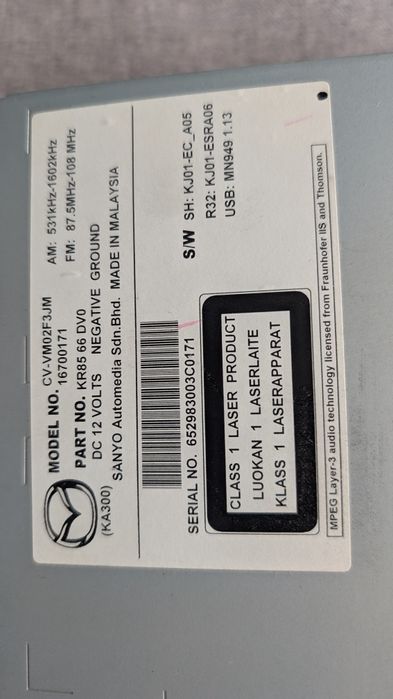 MODEL NO. CV-VM02F3JM
16700171
AM: 531kHz-1602kHz
PART NO. KR85 66 DV0
FM: 87.5MHz-108 MHz
DC 12 VOLTS NEGATIVE GROUND
(KA300)
SANYO Automedia Sdn.Bhd. MADE IN MALAYSIA
SERIAL NO. 652983003C0171
S/W SH: KJ01-EC_A05
R32: KJ01-ESRA06
USB: MN949 1.13
CLASS 1 LASER PRODUCT
LUOKAN 1 LASERLAITE
KLASS 1 LASERAPPARAT
MPEG Layer-3 audio technology licensed from Fraunhofer IIS and Thomson.